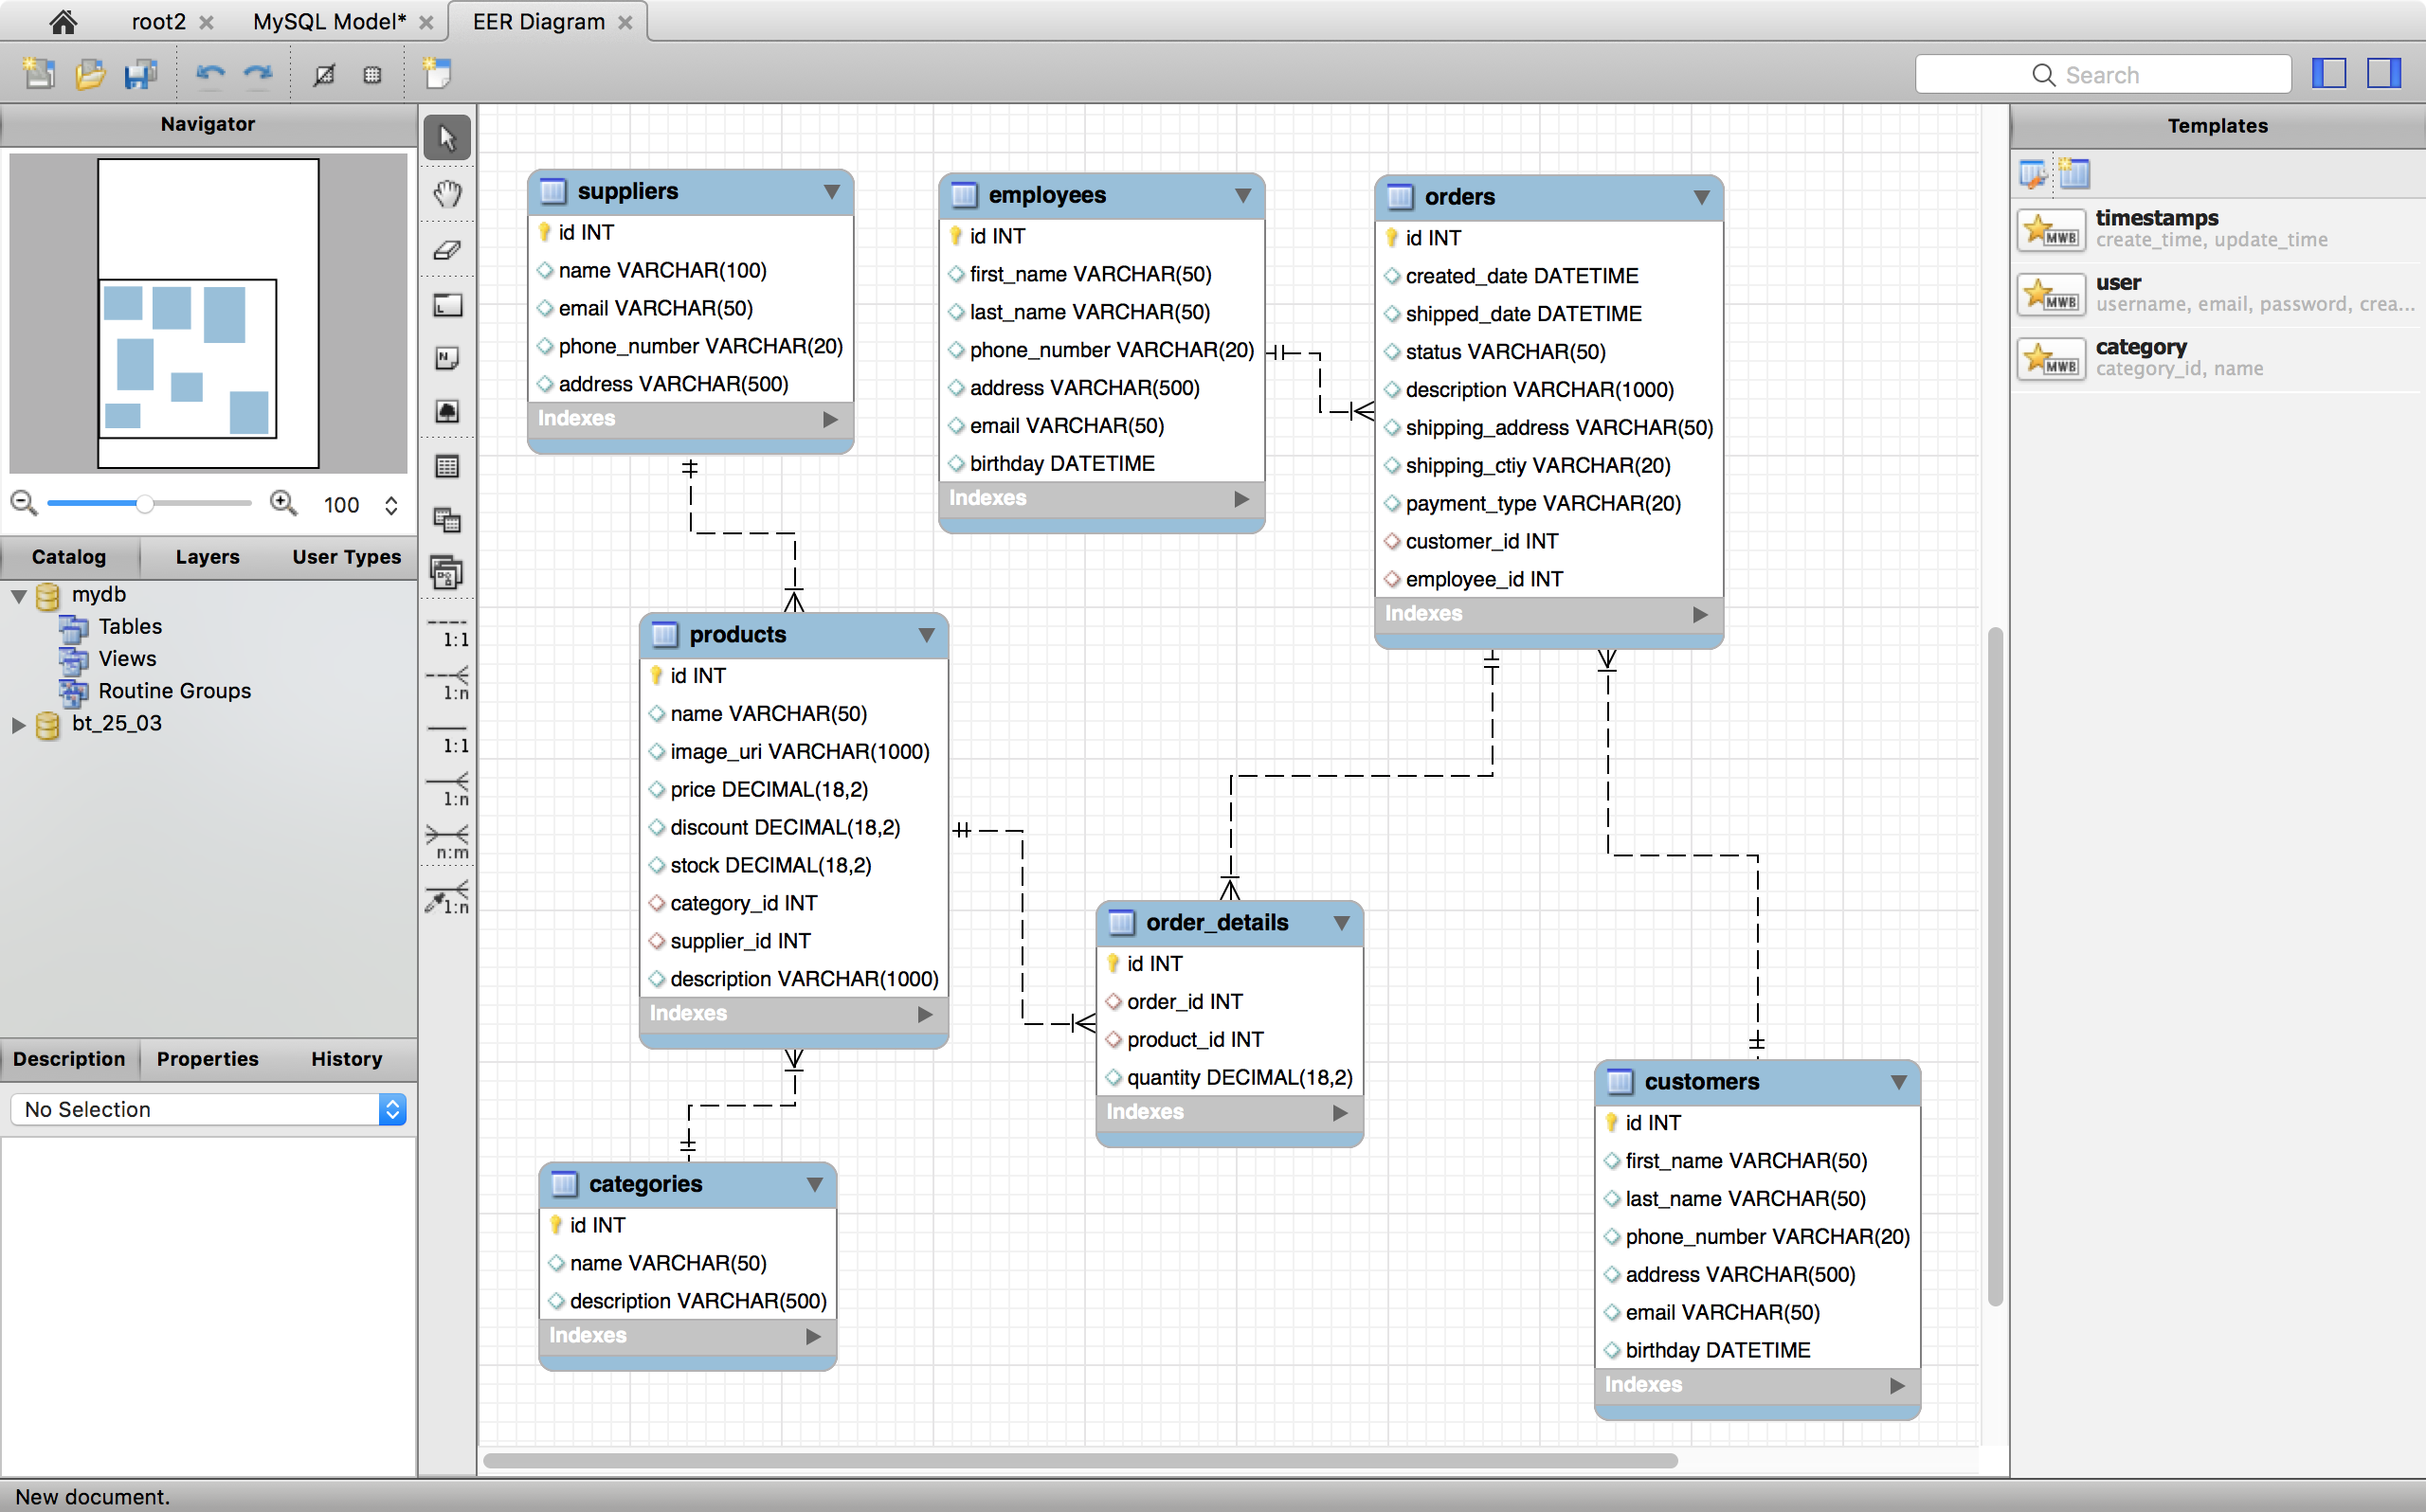 root2
MySQL Model*
EER Diagram
Search
Navigator
100
Catalog Layers User Types
mydb
Tables
Views
Routine Groups
bt_25_03
Description Properties History
No Selection
1:1
1:n
1:1
1:n
n:m
1:n
suppliers
id INT
name VARCHAR(100)
email VARCHAR(50)
phone_number VARCHAR(20)
address VARCHAR(500)
Indexes
employees
id INT
first_name VARCHAR(50)
last_name VARCHAR(50)
phone_number VARCHAR(20)
address VARCHAR(500)
email VARCHAR(50)
birthday DATETIME
Indexes
orders
id INT
created_date DATETIME
shipped_date DATETIME
status VARCHAR(50)
description VARCHAR(1000)
shipping_address VARCHAR(50)
shipping_ctiy VARCHAR(20)
payment_type VARCHAR(20)
customer_id INT
employee_id INT
Indexes
products
id INT
name VARCHAR(50)
image_uri VARCHAR(1000)
price DECIMAL(18,2)
discount DECIMAL(18,2)
stock DECIMAL(18,2)
category_id INT
supplier_id INT
description VARCHAR(1000)
Indexes
order_details
id INT
order_id INT
product_id INT
quantity DECIMAL(18,2)
Indexes
categories
id INT
name VARCHAR(50)
description VARCHAR(500)
Indexes
customers
id INT
first_name VARCHAR(50)
last_name VARCHAR(50)
phone_number VARCHAR(20)
address VARCHAR(500)
email VARCHAR(50)
birthday DATETIME
Indexes
Templates
MWB
timestamps
create_time, update_time
MWB
user
username, email, password, crea...
MWB
category
category_id, name
New document.